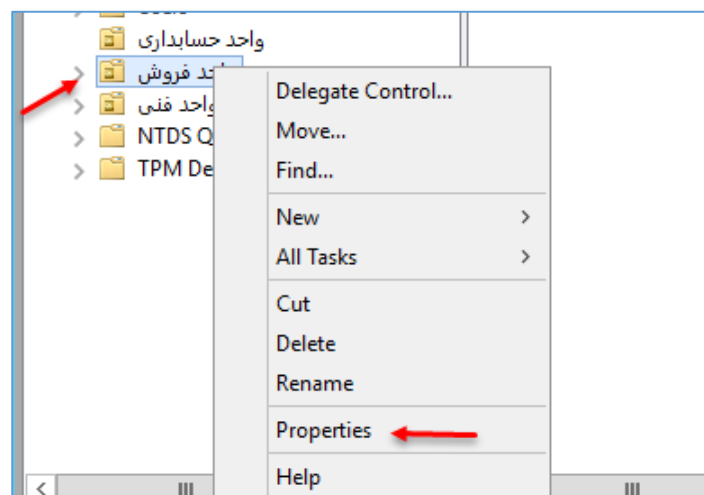 واحد حسابداری
فروش
واحد فنی
NTDS Q
TPM De
Delegate Control...
Move...
Find...
New
All Tasks
Cut
Delete
Rename
Properties
Help